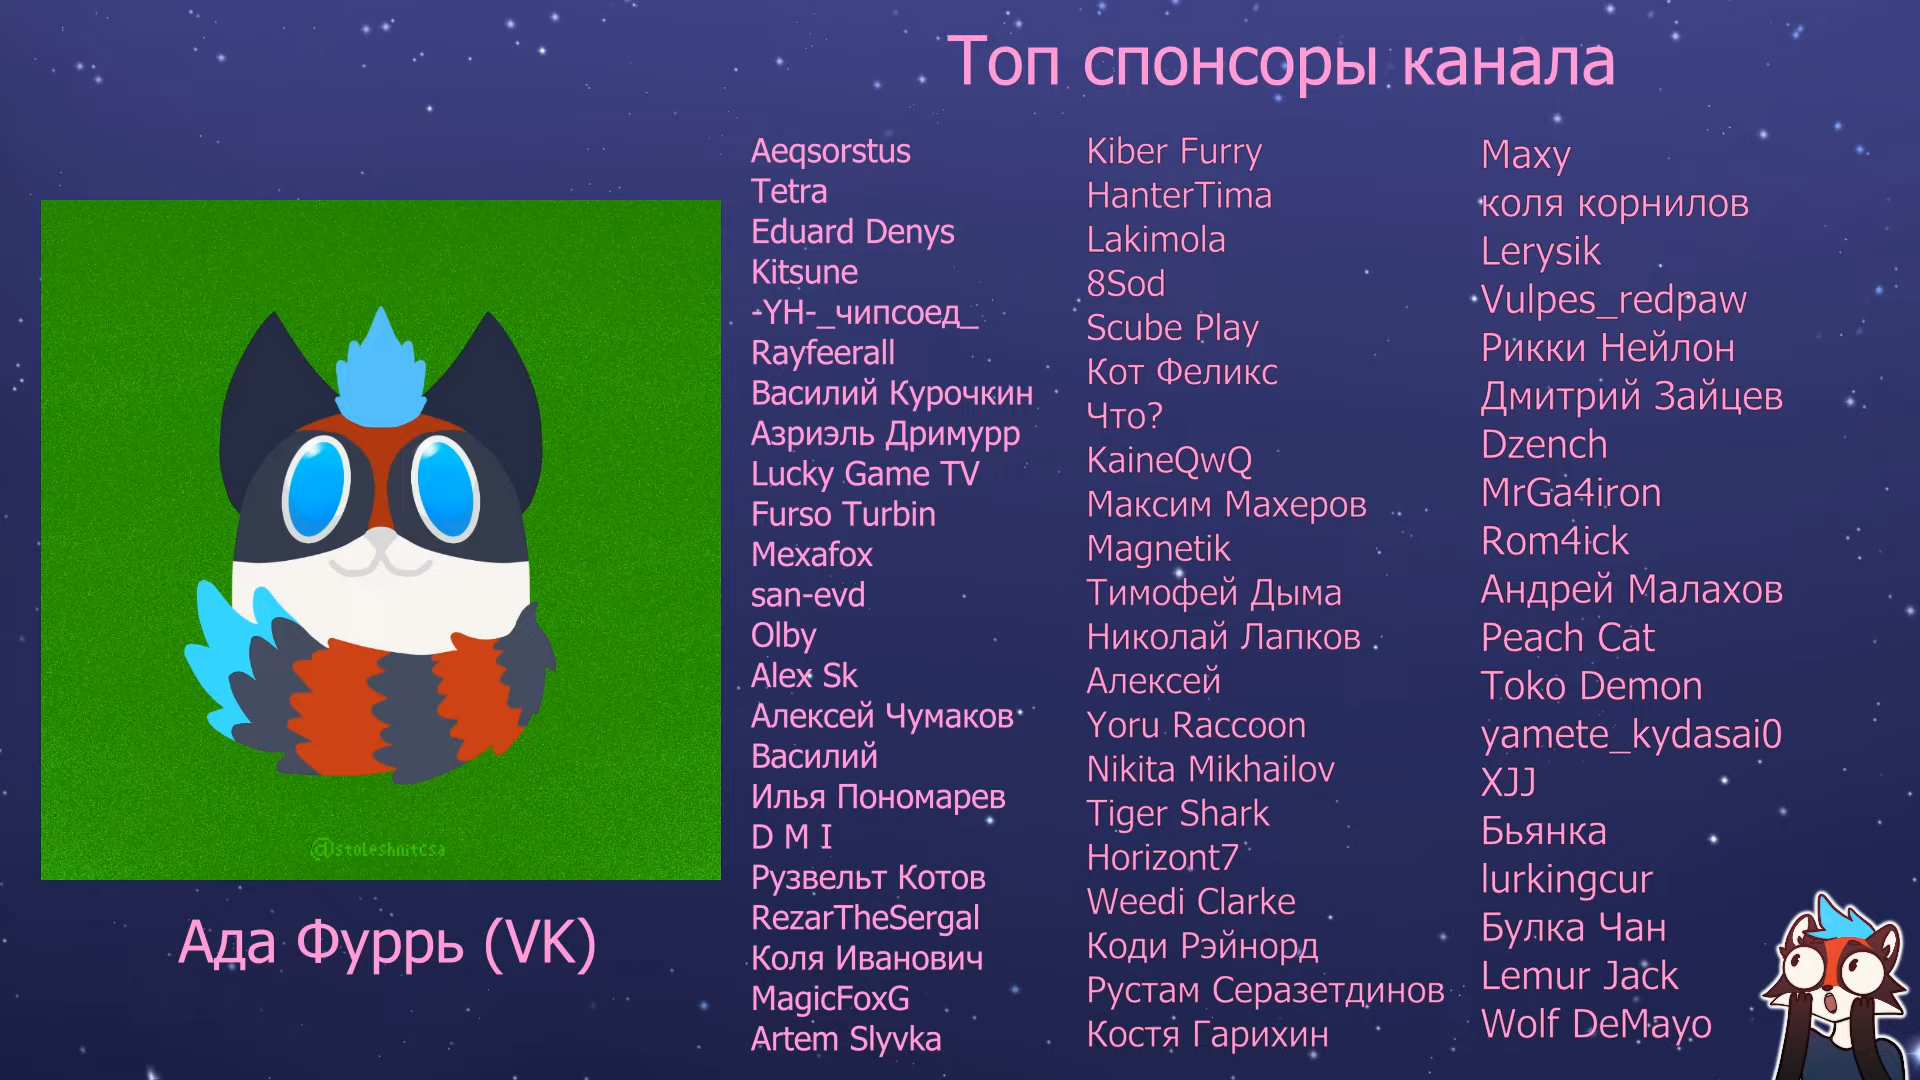 Топ спонсоры канала
Aeqsorstus
Tetra
Eduard Denys
Kitsune
-YH-_чипсоед_
Rayfeerall
Василий Курочкин
Азриэль Дримурр
Lucky Game TV
Furso Turbin
Mexafox
san-evd
Olby
Alex Sk
Алексей Чумаков
Василий
Илья Пономарев
D M I
Рузвельт Котов
RezarTheSergal
Коля Иванович
MagicFoxG
Artem Slyvka
Kiber Furry
HanterTima
Lakimola
8Sod
Scube Play
Кот Феликс
Что?
KaineQwQ
Максим Махеров
Magnetik
Тимофей Дыма
Николай Лапков
Алексей
Yoru Raccoon
Nikita Mikhailov
Tiger Shark
Horizont7
Weedi Clarke
Коди Рэйнорд
Рустам Серазетдинов
Костя Гарихин
Maxy
коля корнилов
Lerysik
Vulpes_redpaw
Рикки Нейлон
Дмитрий Зайцев
Dzench
MrGa4iron
Rom4ick
Андрей Малахов
Peach Cat
Toko Demon
yamete_kydasai0
XJJ
Бьянка
lurkingcur
Булка Чан
Lemur Jack
Wolf DeMayo
@stoleshnitcsa
Ада Фуррь (VK)